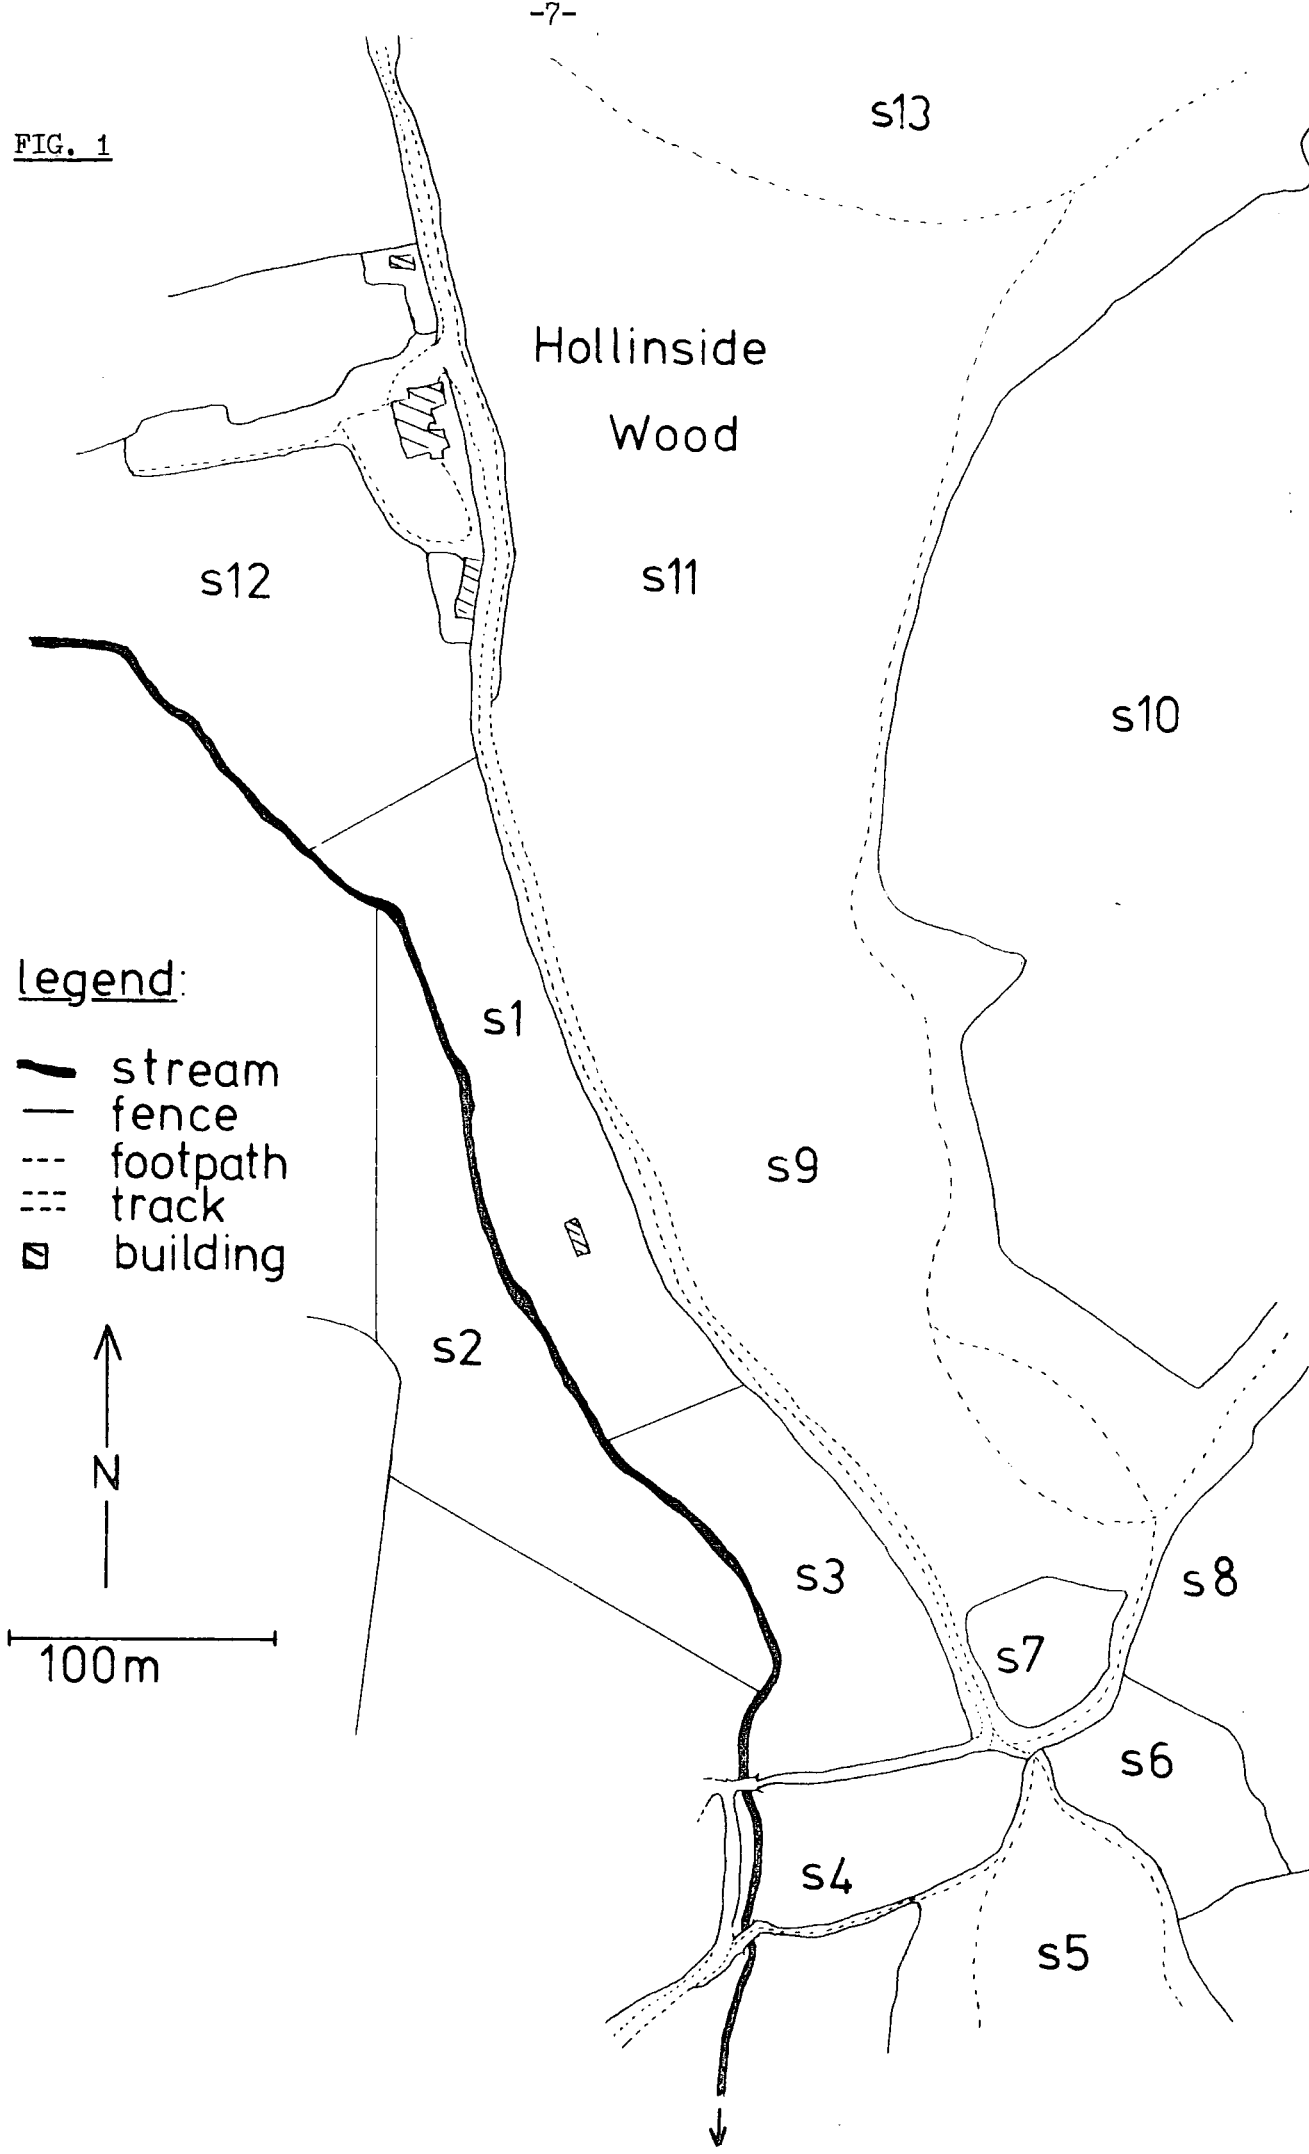 -7-
FIG. 1
s13
Hollinside
Wood
s12
s11
s10
legend:
stream
fence
footpath
track
building
s1
s9
s2
N
100m
s3
s8
s7
s6
s4
s5